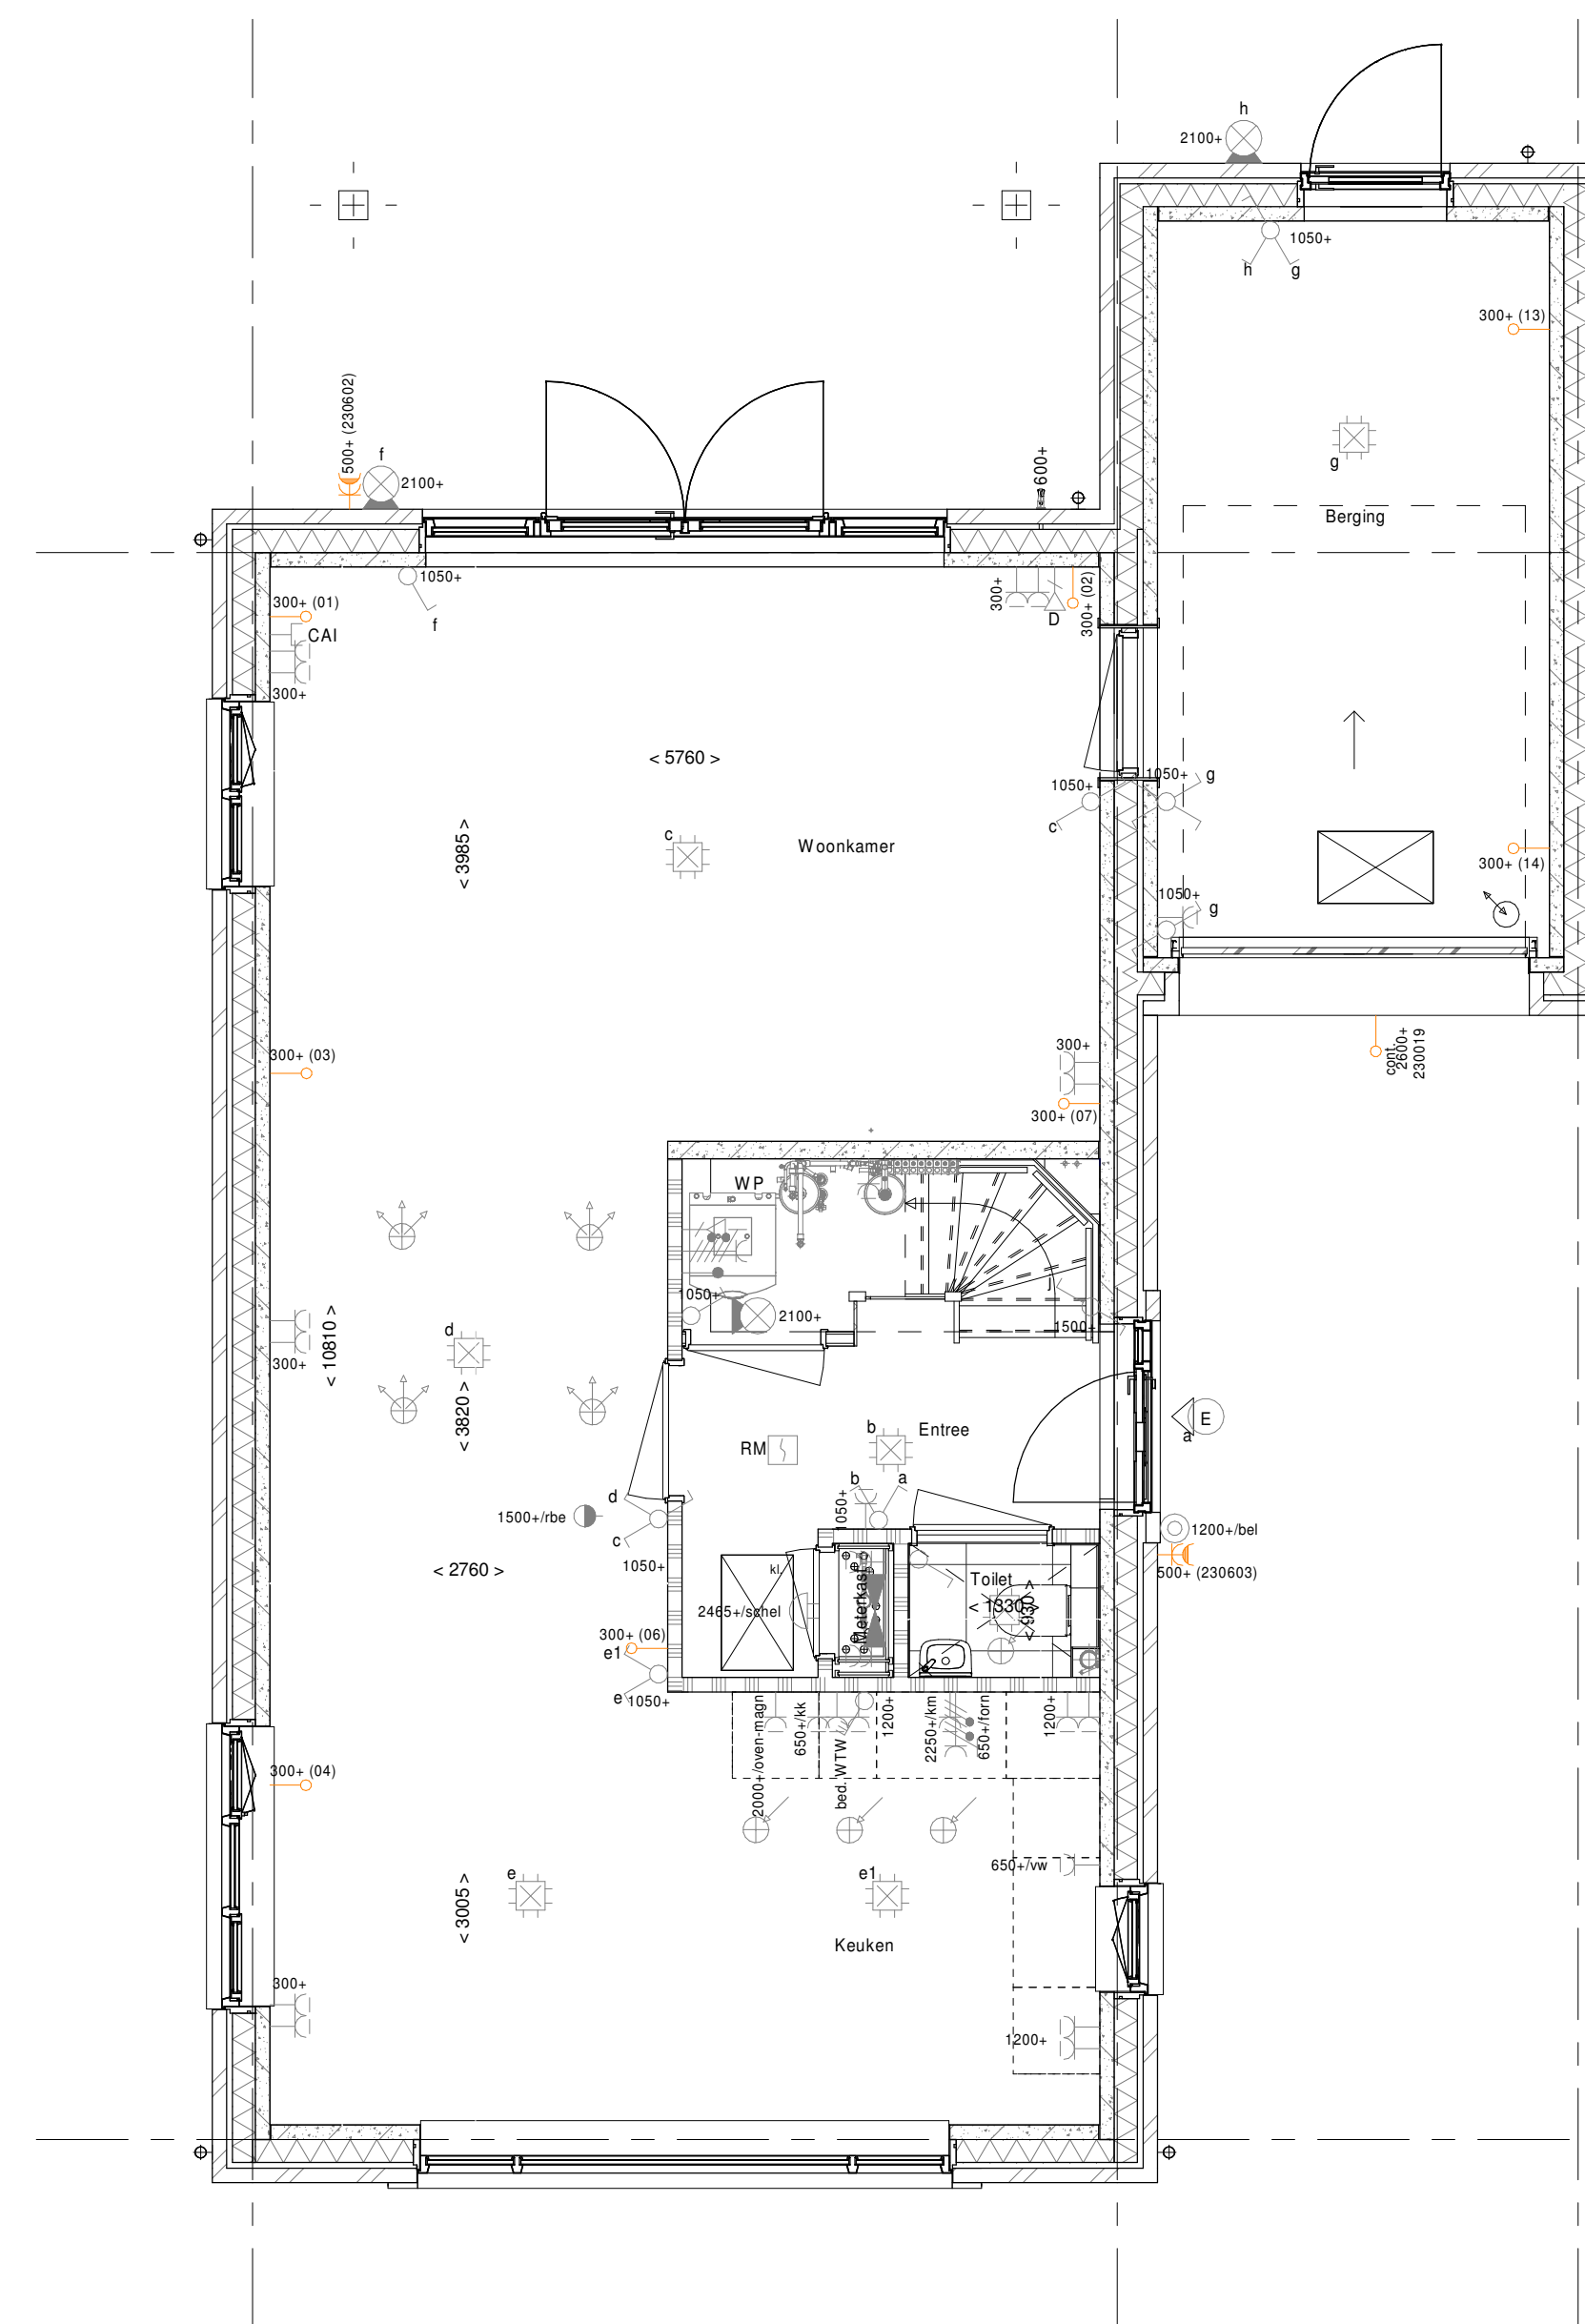 h
2100+
1050+
h
g
300+ (13)
500+ (230602)
f
2100+
600+
g
Berging
1050+
f
300+
D
300+ (02)
300+ (01)
CAI
300+
< 5760 >
1050+
1050+
g
c
c
Woonkamer
< 3985 >
300+ (14)
1050+
g
cont.
2600+
230019
300+ (03)
300+
300+ (07)
WP
1050+
2100+
j
1500+
300+
< 10810 >
d
< 3820 >
RM
b
Entree
E
a
b
a
1050+
d
c
1050+
1500+/rbe
1200+/bel
500+ (230603)
< 2760 >
kl.
2465+/schel
Meterkast
Toilet
< 1330 >
< 930 >
300+ (06)
e1
e
1050+
2000+/oven-magn
650+/kk
bed. WTW
1200+
2250+/km
650+/forn
1200+
300+ (04)
650+/vw
e
e1
< 3005 >
Keuken
300+
1200+